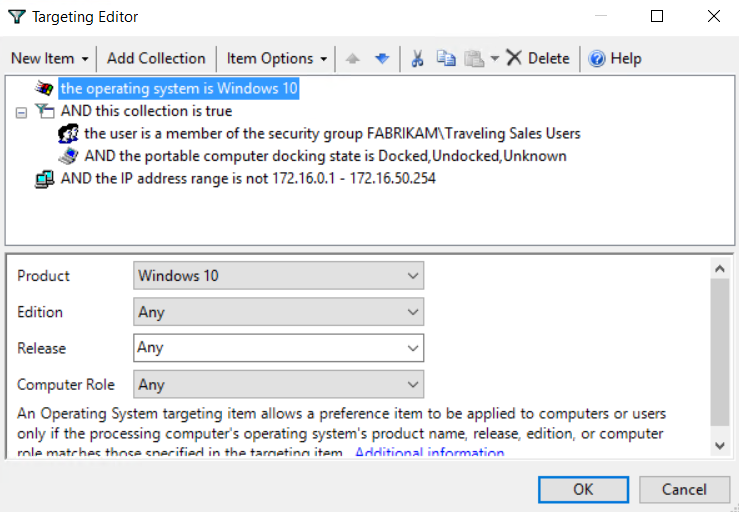 Targeting Editor
New Item Add Collection Item Options Delete Help
the operating system is Windows 10
AND this collection is true
the user is a member of the security group FABRIKAM\Traveling Sales Users
AND the portable computer docking state is Docked,Undocked,Unknown
AND the IP address range is not 172.16.0.1 - 172.16.50.254
Product Windows 10
Edition Any
Release Any
Computer Role Any
An Operating System targeting item allows a preference item to be applied to computers or users
only if the processing computer's operating system's product name, release, edition, or computer
role matches those specified in the targeting item. Additional information
OK Cancel